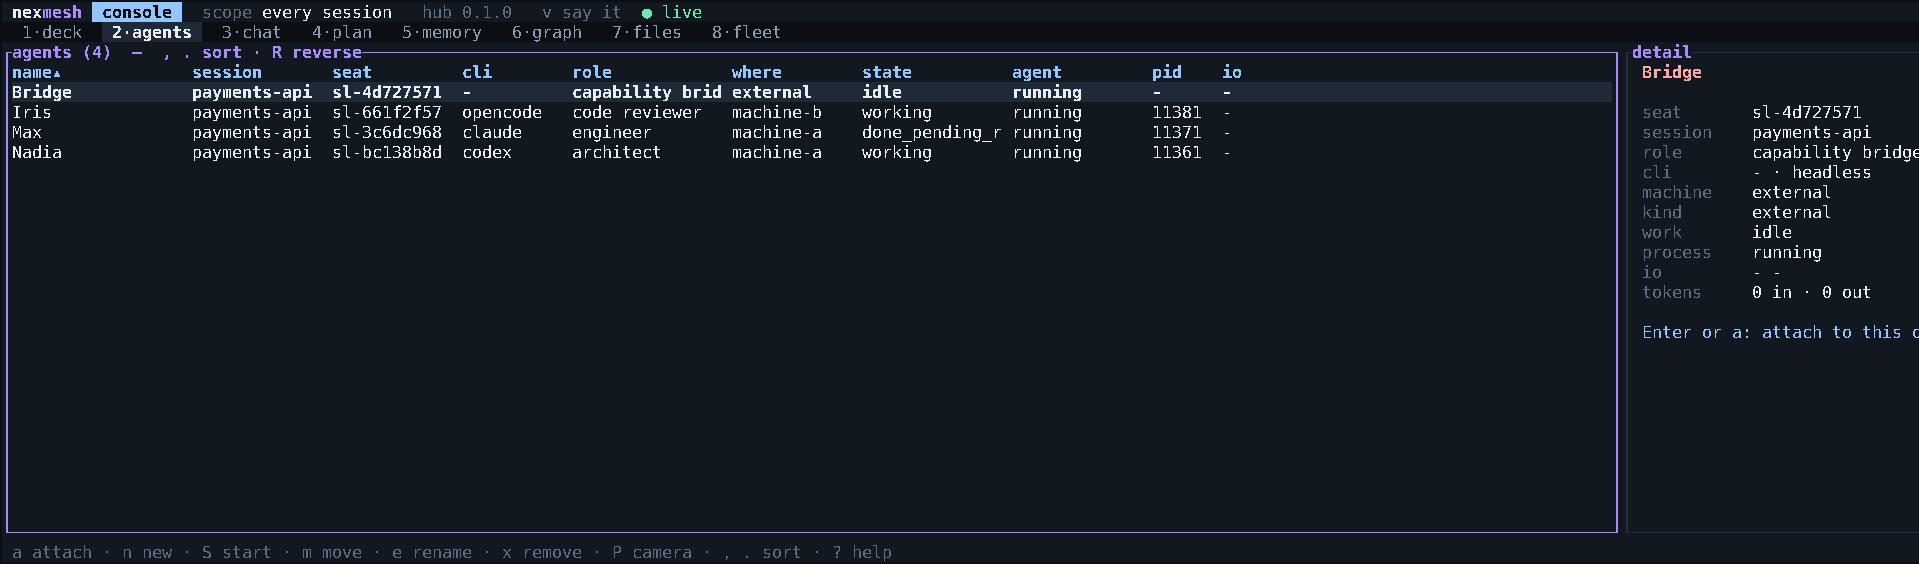 nexmesh console scope every session hub 0.1.0 v say it ● live
1·deck 2·agents 3·chat 4·plan 5·memory 6·graph 7·files 8·fleet
agents (4) — , . sort · R reverse
name▴ session seat cli role where state agent pid io
Bridge payments-api sl-4d727571 - capability brid external idle running - -
Iris payments-api sl-661f2f57 opencode code reviewer machine-b working running 11381 -
Max payments-api sl-3c6dc968 claude engineer machine-a done_pending_r running 11371 -
Nadia payments-api sl-bc138b8d codex architect machine-a working running 11361 -
detail
Bridge
seat sl-4d727571
session payments-api
role capability bridge
cli - · headless
machine external
kind external
work idle
process running
io - -
tokens 0 in · 0 out
Enter or a: attach to this c
a attach · n new · S start · m move · e rename · x remove · P camera · , . sort · ? help